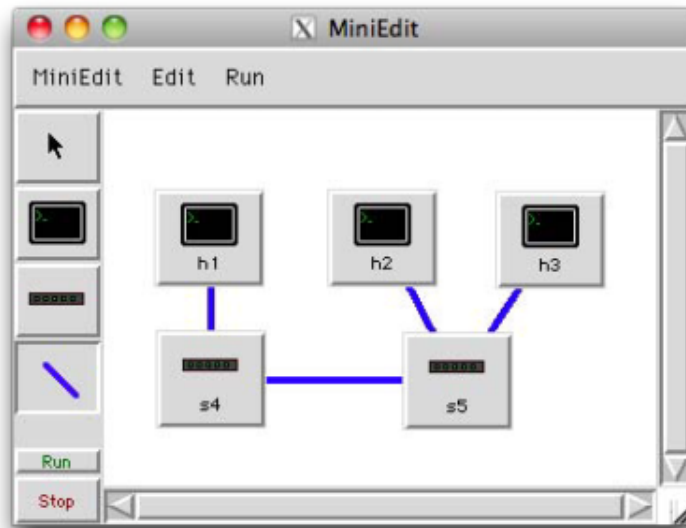 MiniEdit
MiniEdit Edit Run
h1 h2 h3
s4 s5
Run
Stop